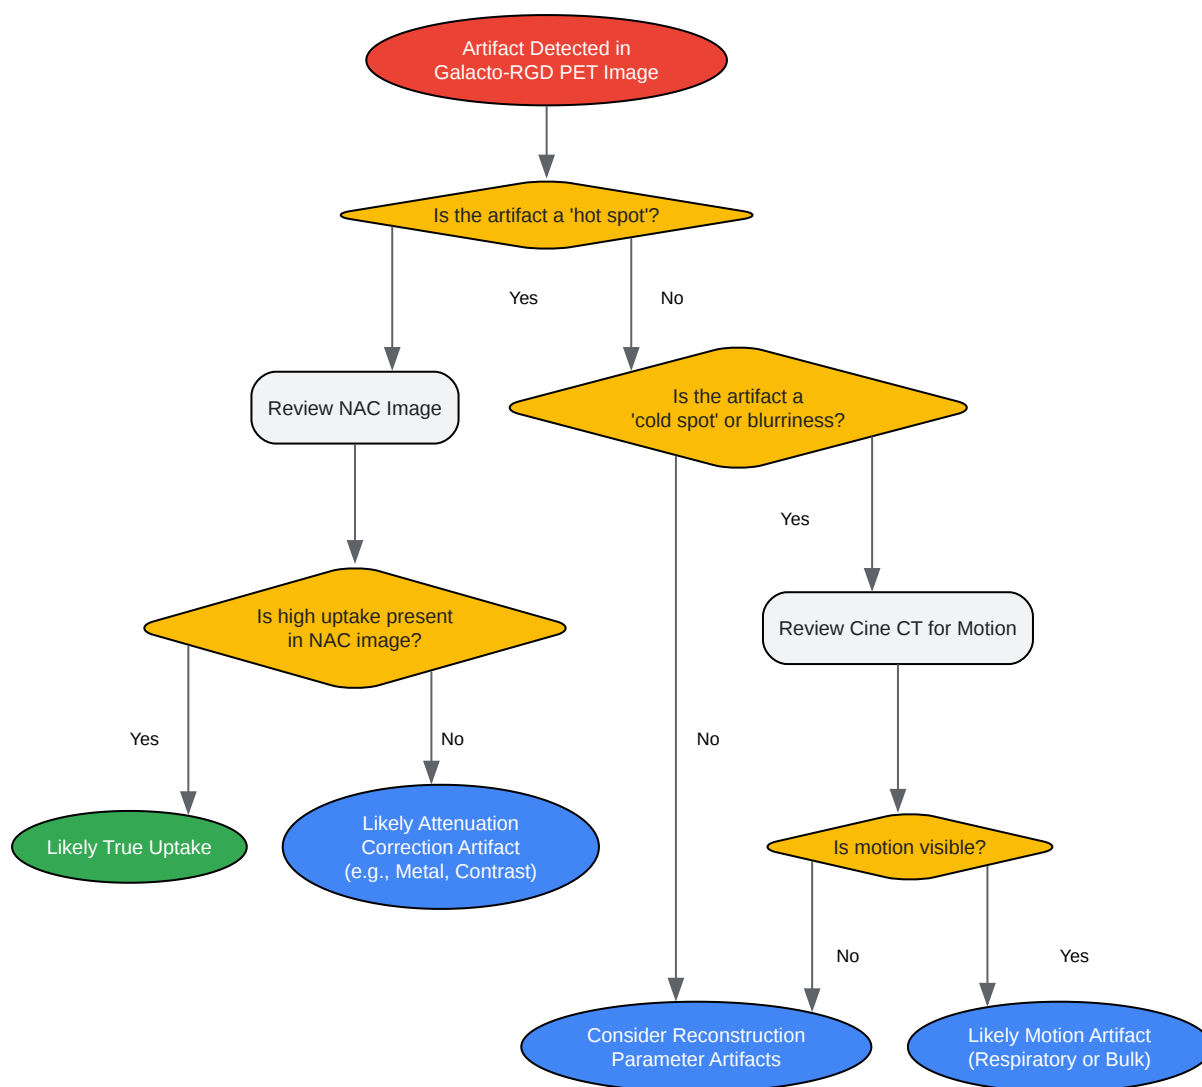 Artifact Detected in
Galacto-RGD PET Image
Is the artifact a 'hot spot'?
Yes
No
Review NAC Image
Is the artifact a
'cold spot' or blurriness?
Yes
Is high uptake present
in NAC image?
Review Cine CT for Motion
Yes
No
No
Likely True Uptake
Likely Attenuation
Correction Artifact
(e.g., Metal, Contrast)
Is motion visible?
No
Yes
Consider Reconstruction
Parameter Artifacts
Likely Motion Artifact
(Respiratory or Bulk)